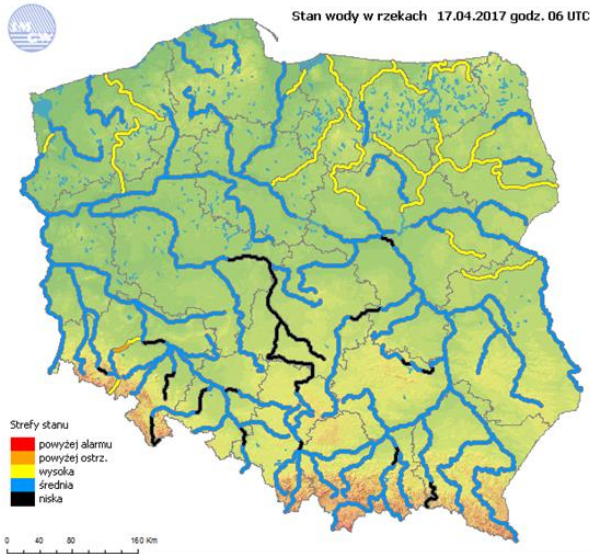 Stan wody w rzekach 17.04.2017 godz. 06 UTC
Strefy stanu
powyżej alarmu
powyżej ostrz.
wysoka
średnia
niska
0 40 80 160 Km